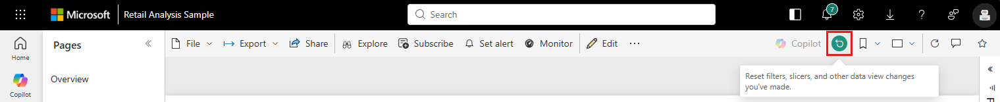 Microsoft Retail Analysis Sample Search 7
Home Pages File Export Share Explore Subscribe Set alert Monitor Edit ... Copilot
Overview
Copilot
Reset filters, slicers, and other data view changes
you've made.